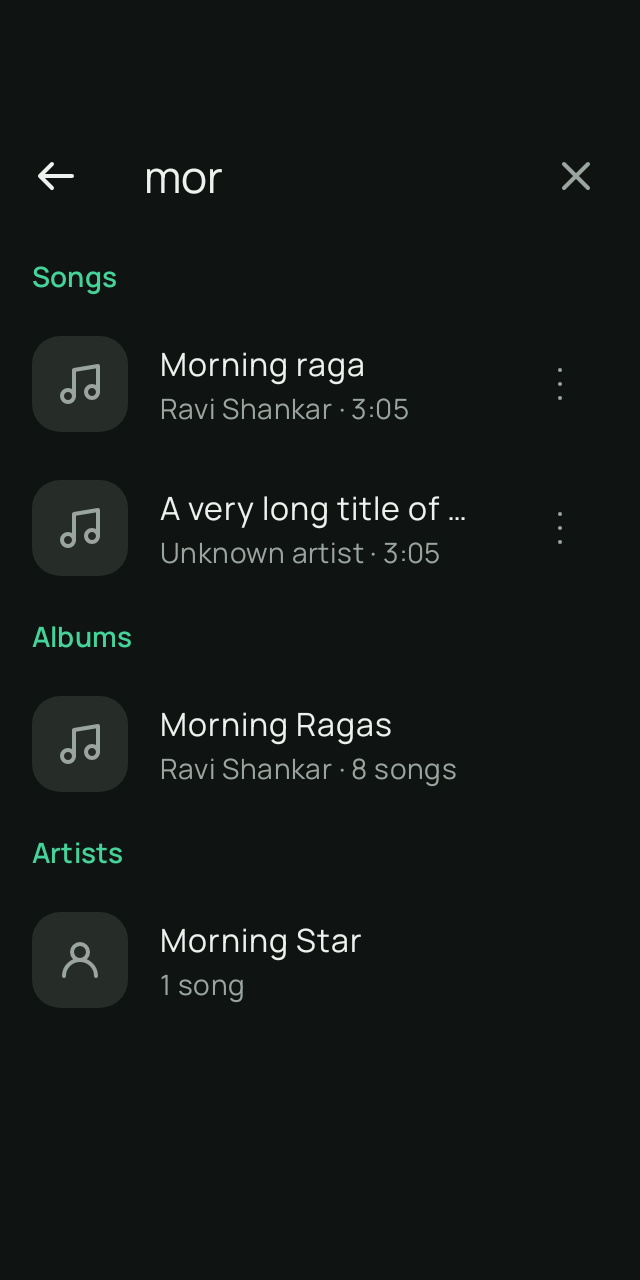 mor
Songs
Morning raga
Ravi Shankar · 3:05
A very long title of ...
Unknown artist · 3:05
Albums
Morning Ragas
Ravi Shankar · 8 songs
Artists
Morning Star
1 song